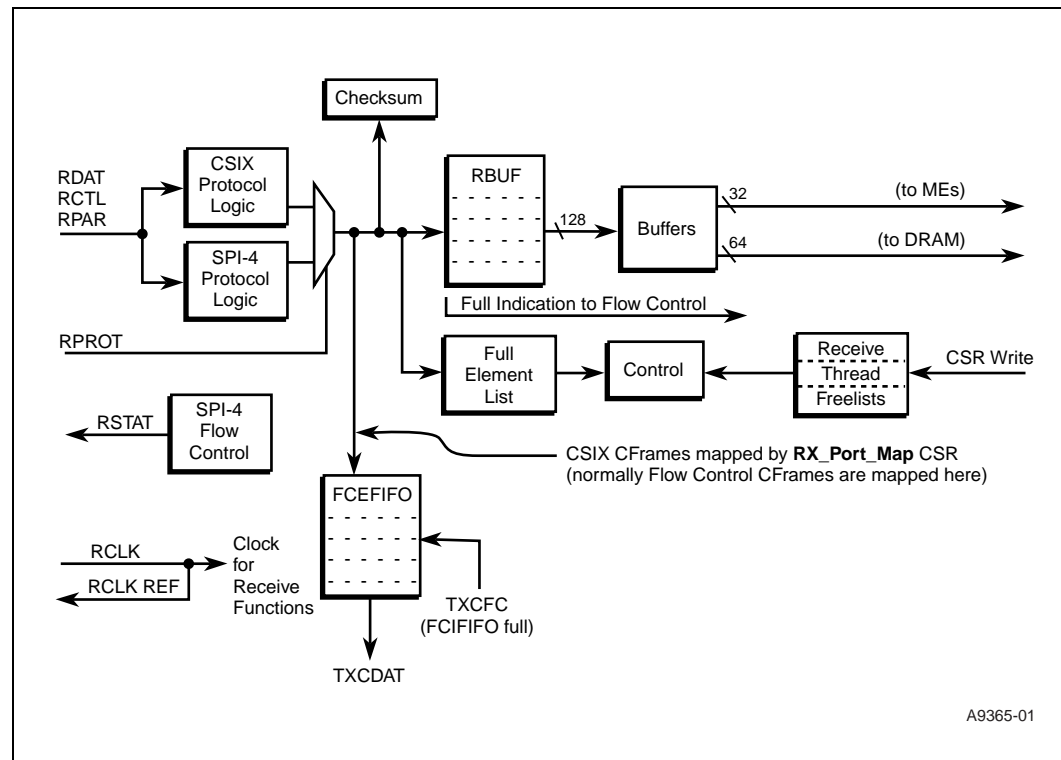 Checksum
RDAT
RCTL
RPAR
CSIX
Protocol
Logic
SPI-4
Protocol
Logic
RPROT
RBUF
128
Buffers
32
(to MEs)
64
(to DRAM)
Full Indication to Flow Control
Full
Element
List
Control
Receive
Thread
Freelists
CSR Write
RSTAT
SPI-4
Flow
Control
CSIX CFrames mapped by RX_Port_Map CSR
(normally Flow Control CFrames are mapped here)
FCEFIFO
RCLK
RCLK REF
Clock
for
Receive
Functions
TXCFC
(FCIFIFO full)
TXCDAT
A9365-01